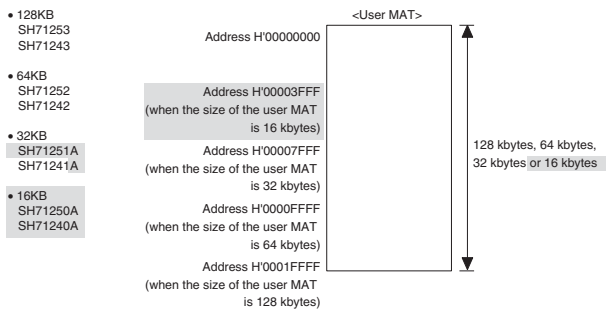 • 128KB
SH71253
SH71243
• 64KB
SH71252
SH71242
• 32KB
SH71251A
SH71241A
• 16KB
SH71250A
SH71240A
<User MAT>
Address H'00000000
Address H'00003FFF
(when the size of the user MAT
is 16 kbytes)
Address H'00007FFF
(when the size of the user MAT
is 32 kbytes)
Address H'0000FFFF
(when the size of the user MAT
is 64 kbytes)
Address H'0001FFFF
(when the size of the user MAT
is 128 kbytes)
128 kbytes, 64 kbytes,
32 kbytes or 16 kbytes